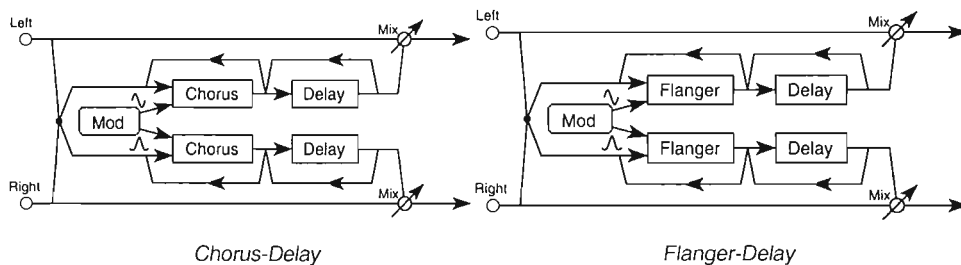 Left
Mix
Chorus
Delay
Mod
Chorus
Delay
Right
Mix
Chorus-Delay
Left
Mix
Flanger
Delay
Mod
Flanger
Delay
Right
Mix
Flanger-Delay